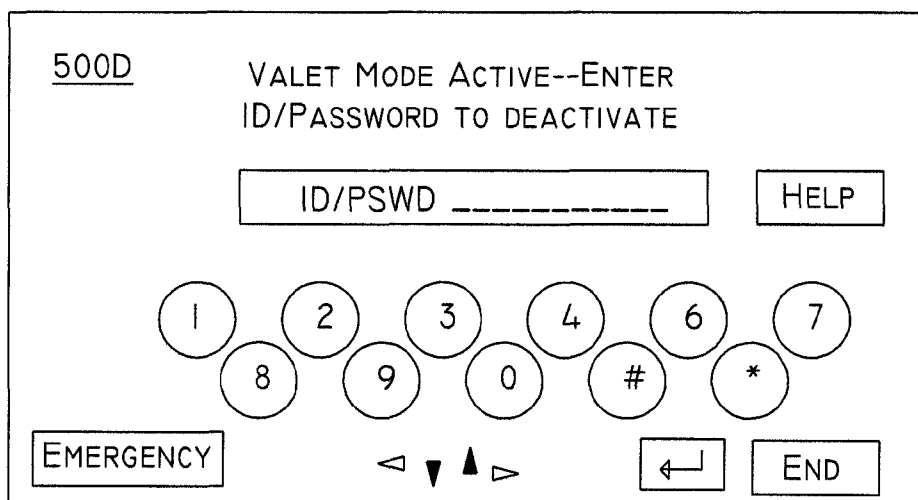 500D
VALET MODE ACTIVE--ENTER
ID/PASSWORD TO DEACTIVATE
ID/PSWD ___________
HELP
1 2 3 4 6 7
8 9 0 # *
EMERGENCY
END